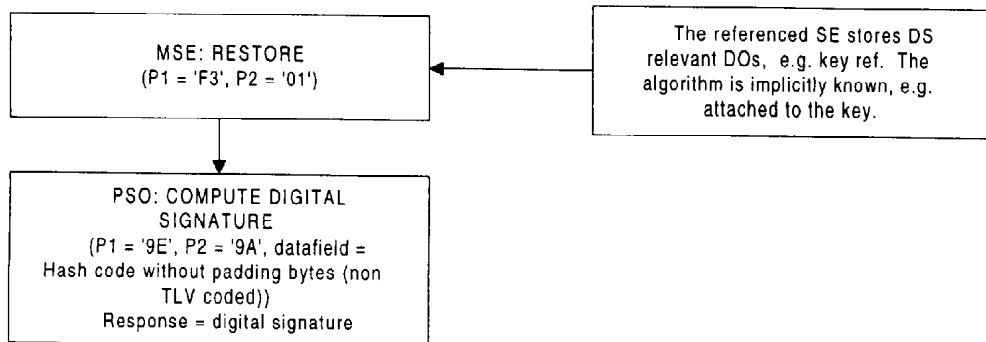 MSE: RESTORE
(P1 = 'F3', P2 = '01')
The referenced SE stores DS
relevant DOs, e.g. key ref. The
algorithm is implicitly known, e.g.
attached to the key.
PSO: COMPUTE DIGITAL
SIGNATURE
(P1 = '9E', P2 = '9A', datafield =
Hash code without padding bytes (non
TLV coded))
Response = digital signature